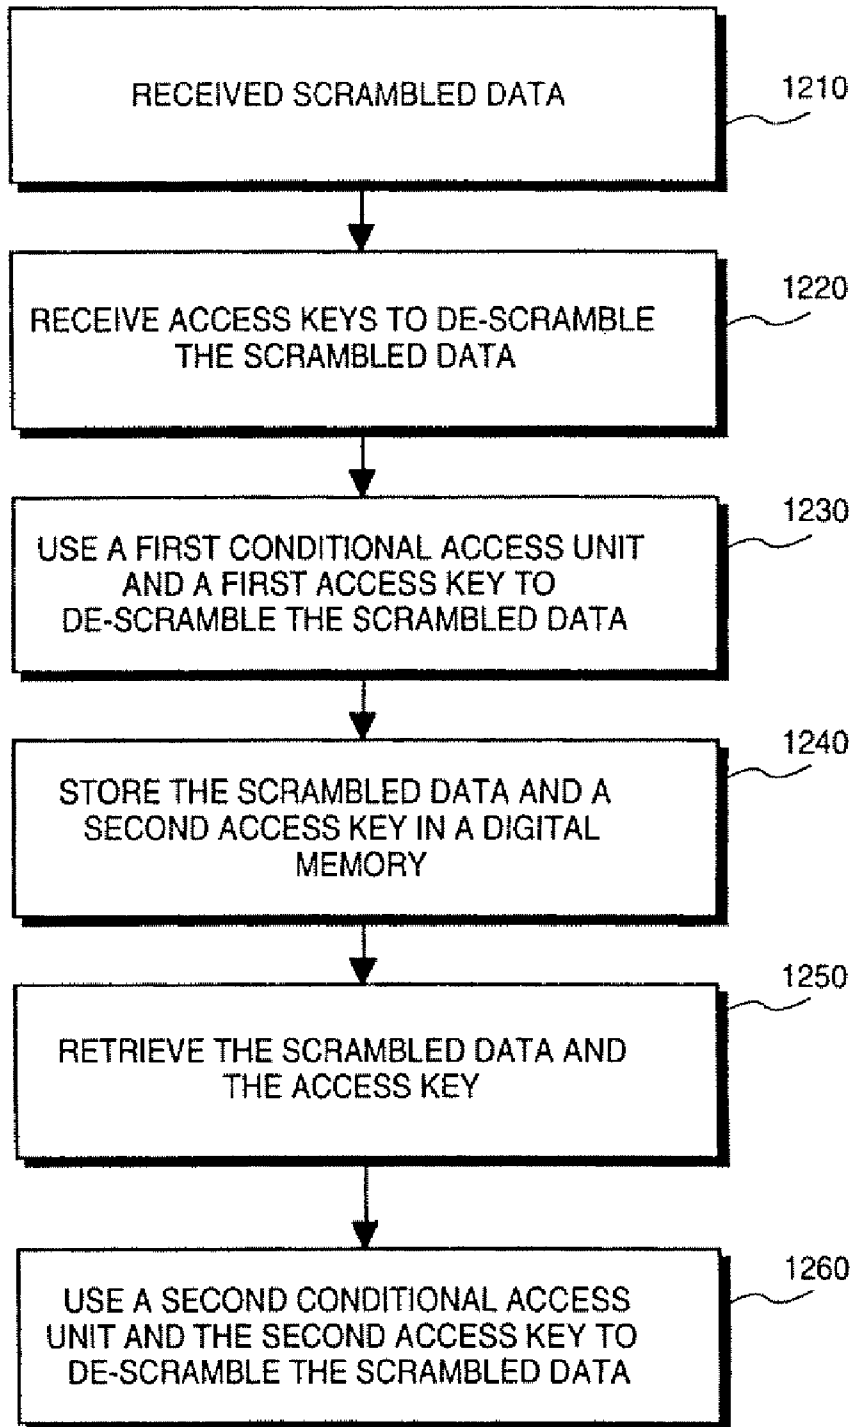 RECEIVED SCRAMBLED DATA
1210
RECEIVE ACCESS KEYS TO DE-SCRAMBLE
THE SCRAMBLED DATA
1220
USE A FIRST CONDITIONAL ACCESS UNIT
AND A FIRST ACCESS KEY TO
DE-SCRAMBLE THE SCRAMBLED DATA
1230
STORE THE SCRAMBLED DATA AND A
SECOND ACCESS KEY IN A DIGITAL
MEMORY
1240
RETRIEVE THE SCRAMBLED DATA AND
THE ACCESS KEY
1250
USE A SECOND CONDITIONAL ACCESS
UNIT AND THE SECOND ACCESS KEY TO
DE-SCRAMBLE THE SCRAMBLED DATA
1260